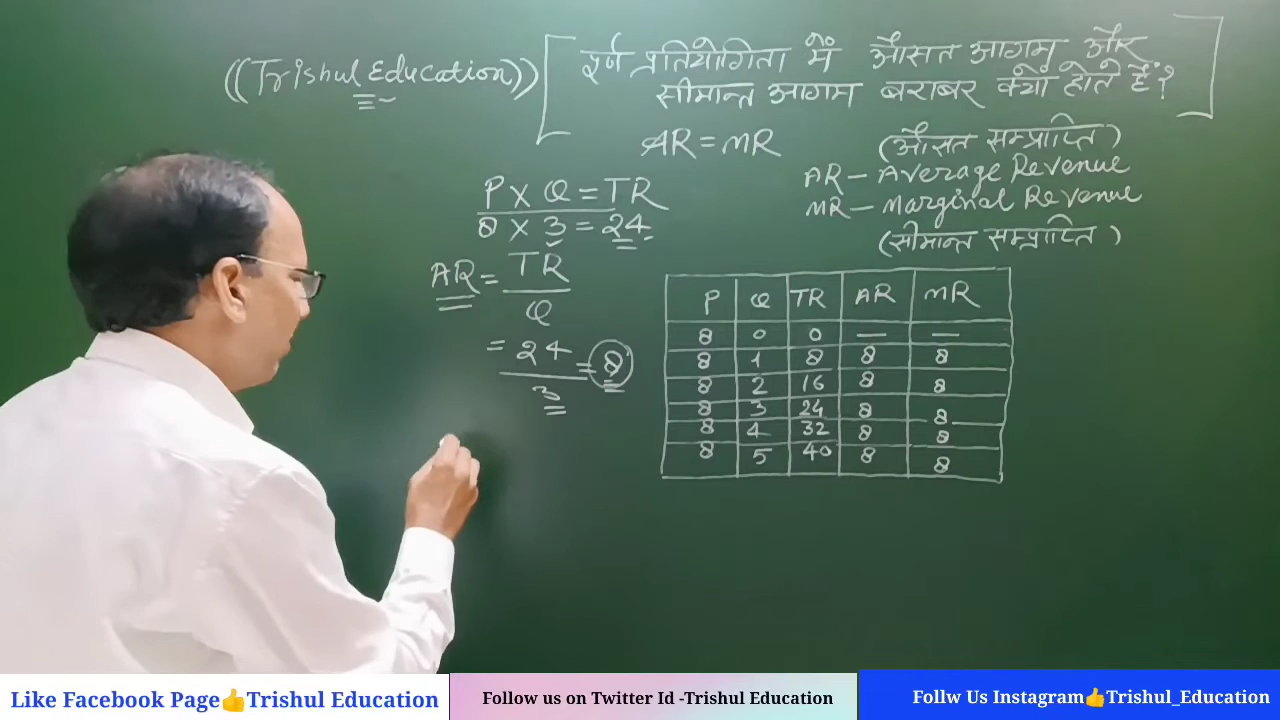 ((Trishul Education))
पूर्ण प्रतियोगिता में औसत आगम और
सीमान्त आगम बराबर क्यों होते हैं?
AR = MR
(औसत सम्प्राप्ति)
AR – Average Revenue
MR – Marginal Revenue
(सीमान्त सम्प्राप्ति)
P X Q = TR
8 X 3 = 24
AR = TR
Q
= 24 = 8
3
P Q TR AR MR
8 0 0 — —
8 1 8 8 8
8 2 16 8 8
8 3 24 8 8
8 4 32 8 8
8 5 40 8 8
Like Facebook Page👍Trishul Education
Follow us on Twitter Id -Trishul Education
Follw Us Instagram👍Trishul_Education